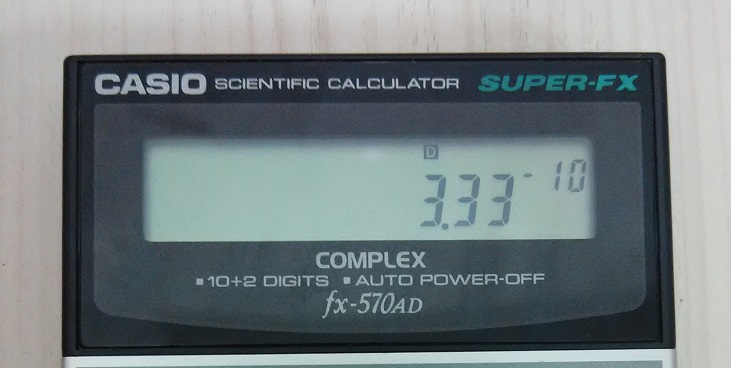 CASIO SCIENTIFIC CALCULATOR SUPER-FX
D
3.33 -10
COMPLEX
▪10+2 DIGITS ▪AUTO POWER-OFF
fx-570AD